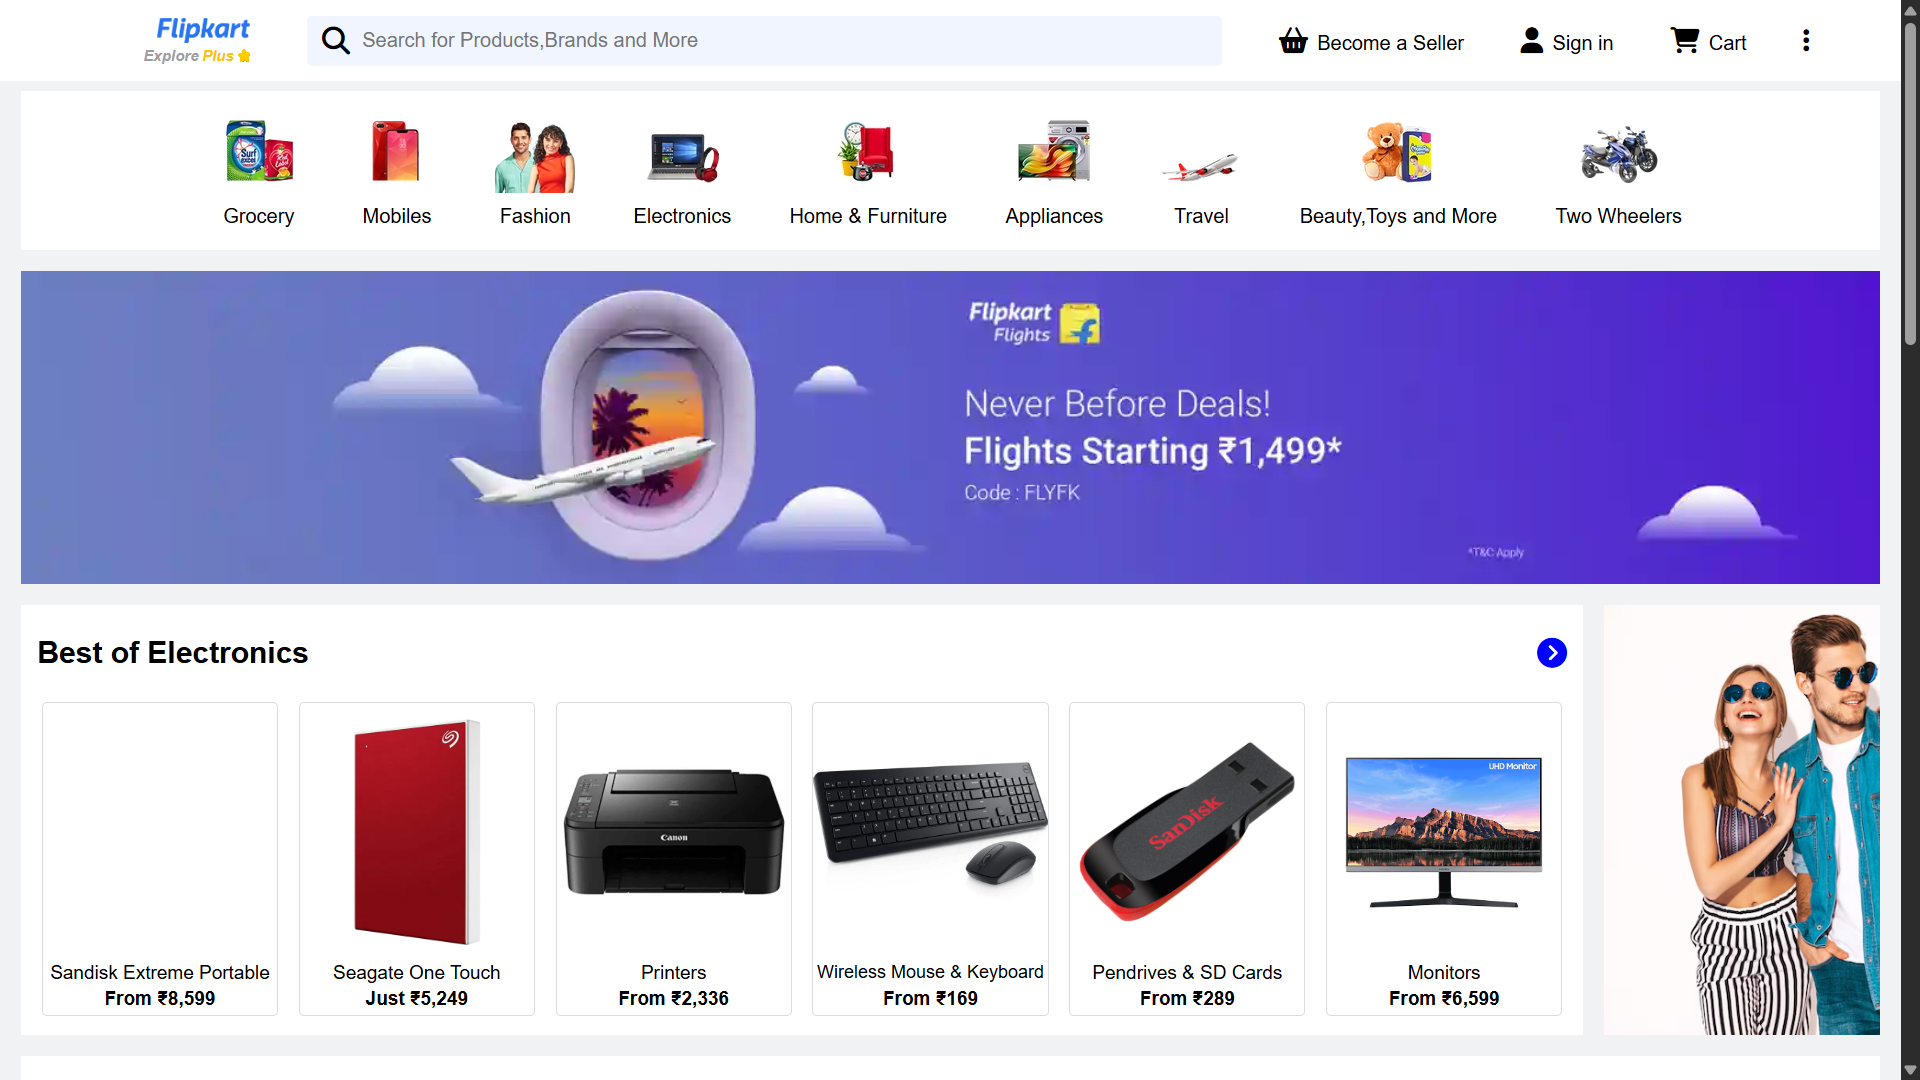 Flipkart
Explore Plus
Search for Products,Brands and More
Become a Seller
Sign in
Cart
Surf excel
Red Label
Grocery
Mobiles
Fashion
Electronics
Home & Furniture
Appliances
Travel
Beauty,Toys and More
Two Wheelers
Flipkart
Flights
Never Before Deals!
Flights Starting ₹1,499*
Code : FLYFK
*T&C Apply
Best of Electronics
Canon
SanDisk
UHD Monitor
Sandisk Extreme Portable
From ₹8,599
Seagate One Touch
Just ₹5,249
Printers
From ₹2,336
Wireless Mouse & Keyboard
From ₹169
Pendrives & SD Cards
From ₹289
Monitors
From ₹6,599